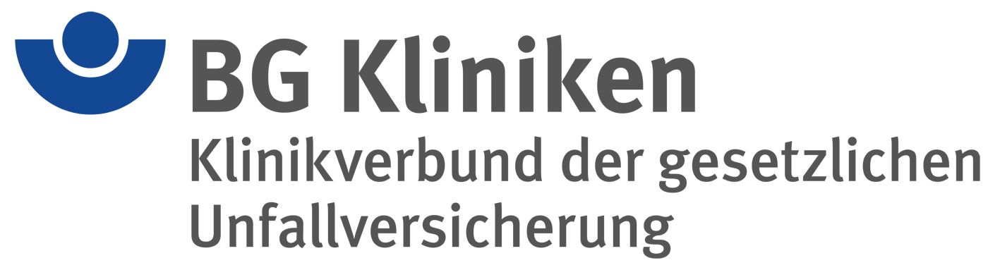 BG Kliniken
Klinikverbund der gesetzlichen
Unfallversicherung